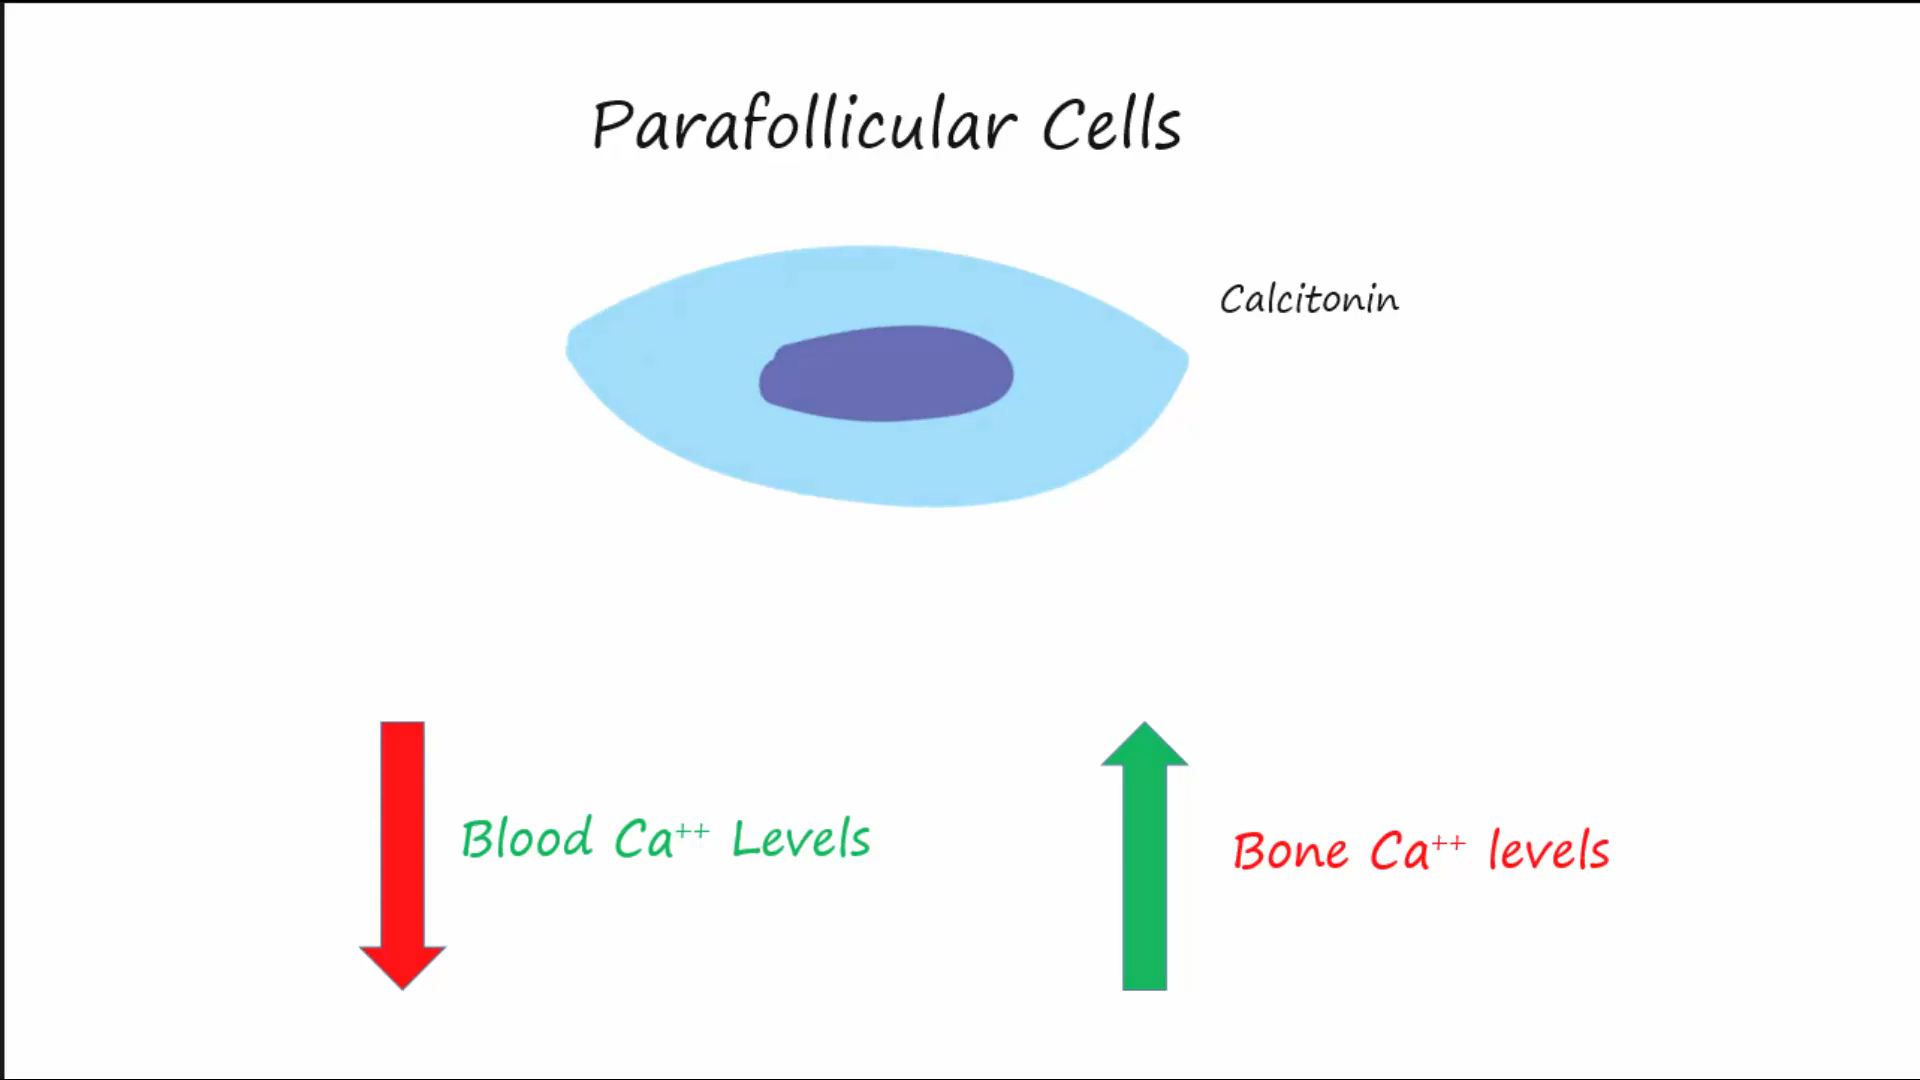 Parafollicular Cells
Calcitonin
Blood Ca⁺⁺ Levels
Bone Ca⁺⁺ levels